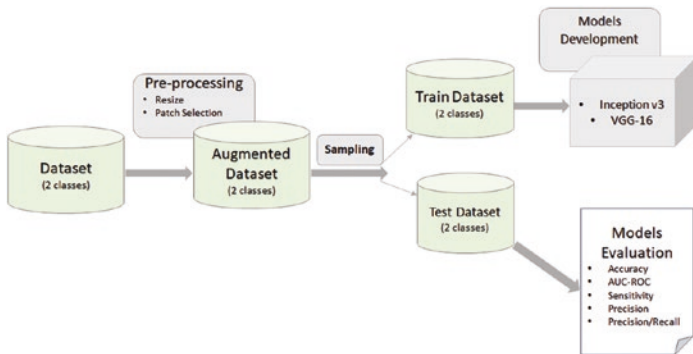 Models
Development
Pre-processing
• Resize
• Patch Selection
Train Dataset
(2 classes)
• Inception v3
• VGG-16
Sampling
Dataset
(2 classes)
Augmented
Dataset
(2 classes)
Test Dataset
(2 classes)
Models
Evaluation
• Accuracy
• AUC-ROC
• Sensitivity
• Precision
• Precision/Recall